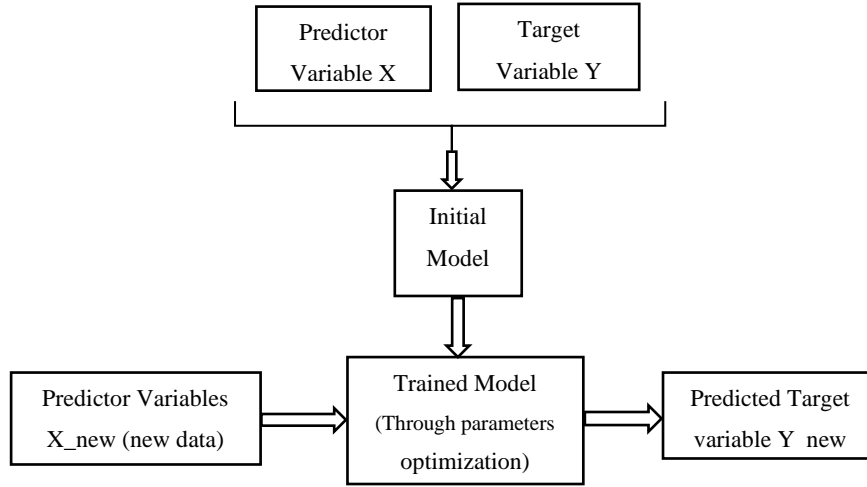 Predictor
Variable X
Target
Variable Y
Initial
Model
Predictor Variables
X_new (new data)
Trained Model
(Through parameters
optimization)
Predicted Target
variable Y new